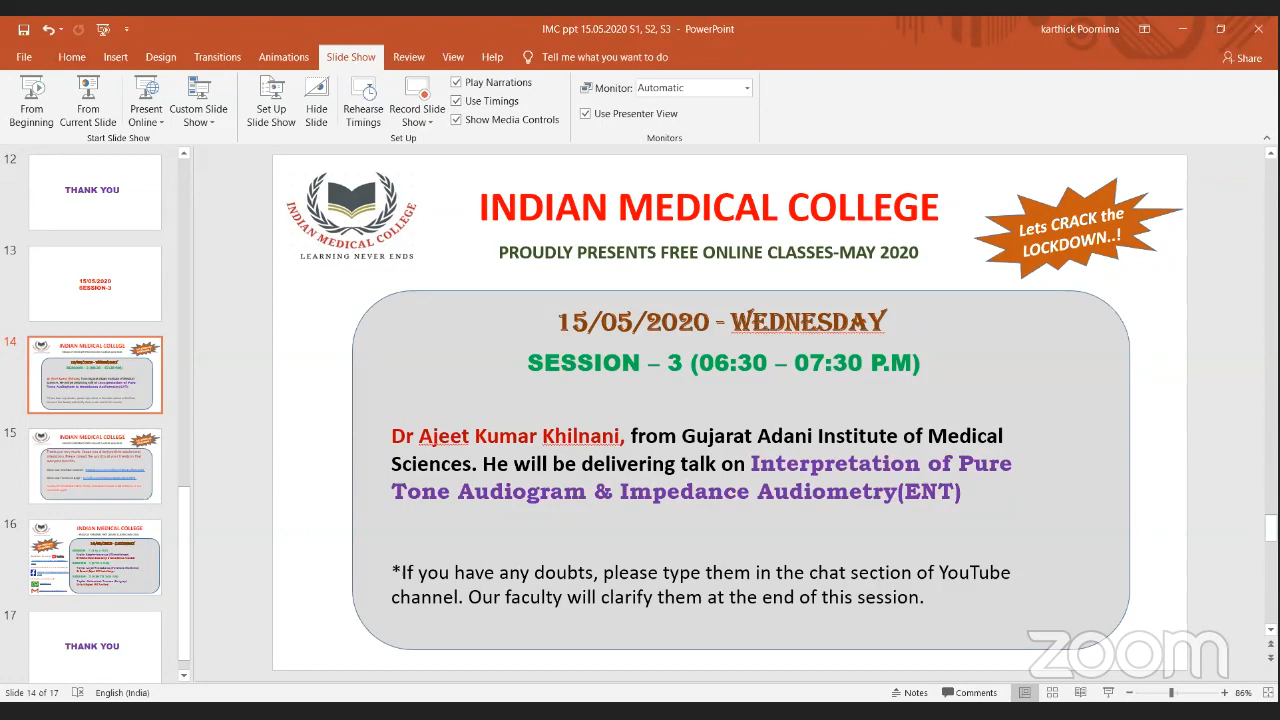 IMC ppt 15.05.2020 S1, S2, S3 - PowerPoint
karthick Poornima
File Home Insert Design Transitions Animations Slide Show Review View Help Tell me what you want to do
Share
From Beginning
From Current Slide
Present Online
Custom Slide Show
Start Slide Show
Set Up Slide Show
Hide Slide
Rehearse Timings
Record Slide Show
Play Narrations
Use Timings
Show Media Controls
Set Up
Monitor: Automatic
Use Presenter View
Monitors
12
THANK YOU
13
15/05/2020
SESSION-3
14
INDIAN MEDICAL COLLEGE
15
INDIAN MEDICAL COLLEGE
16
INDIAN MEDICAL COLLEGE
17
THANK YOU
INDIAN MEDICAL COLLEGE
LEARNING NEVER ENDS
INDIAN MEDICAL COLLEGE
PROUDLY PRESENTS FREE ONLINE CLASSES-MAY 2020
Lets CRACK the
LOCKDOWN..!
15/05/2020 - WEDNESDAY
SESSION – 3 (06:30 – 07:30 P.M)
Dr Ajeet Kumar Khilnani, from Gujarat Adani Institute of Medical
Sciences. He will be delivering talk on Interpretation of Pure
Tone Audiogram & Impedance Audiometry(ENT)
*If you have any doubts, please type them in the chat section of YouTube
channel. Our faculty will clarify them at the end of this session.
zoom
Slide 14 of 17 English (India)
Notes Comments 86%